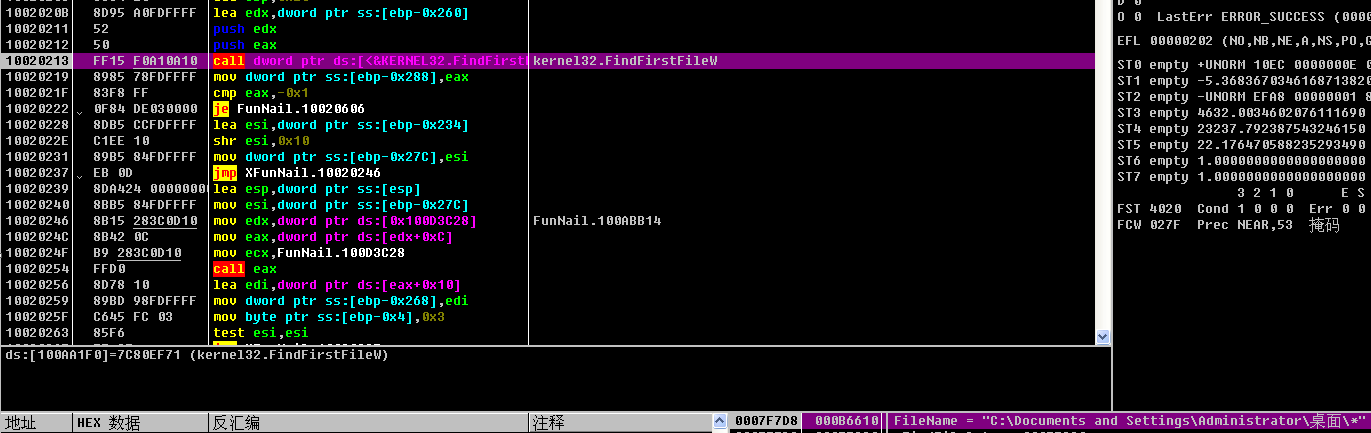 1002020B 8D95 A0FDFFFF lea edx,dword ptr ss:[ebp-0x260]
10020211 52 push edx
10020212 50 push eax
10020213 FF15 F0A10A10 call dword ptr ds:[<&KERNEL32.FindFirst kernel32.FindFirstFileW
10020219 8985 78FDFFFF mov dword ptr ss:[ebp-0x288],eax
1002021F 83F8 FF cmp eax,-0x1
10020222 0F84 DE030000 je FunNail.10020606
10020228 8DB5 CCFDFFFF lea esi,dword ptr ss:[ebp-0x234]
1002022E C1EE 10 shr esi,0x10
10020231 89B5 84FDFFFF mov dword ptr ss:[ebp-0x27C],esi
10020237 EB 0D jmp XFunNail.10020246
10020239 8DA424 00000000 lea esp,dword ptr ss:[esp]
10020240 8BB5 84FDFFFF mov esi,dword ptr ss:[ebp-0x27C]
10020246 8B15 283C0D10 mov edx,dword ptr ds:[0x100D3C28] FunNail.100ABB14
1002024C 8B42 0C mov eax,dword ptr ds:[edx+0xC]
1002024F B9 283C0D10 mov ecx,FunNail.100D3C28
10020254 FFD0 call eax
10020256 8D78 10 lea edi,dword ptr ds:[eax+0x10]
10020259 89BD 98FDFFFF mov dword ptr ss:[ebp-0x268],edi
1002025F C645 FC 03 mov byte ptr ss:[ebp-0x4],0x3
10020263 85F6 test esi,esi
ds:[100AA1F0]=7C80EF71 (kernel32.FindFirstFileW)
D 0
O 0 LastErr ERROR_SUCCESS (0000
EFL 00000202 (NO,NB,NE,A,NS,PO,G
ST0 empty +UNORM 10EC 0000000E 0
ST1 empty -5.3683670346168713820
ST2 empty -UNORM EFA8 00000001 8
ST3 empty 4632.0034602076111690
ST4 empty 23237.792387543246150
ST5 empty 22.176470588235293490
ST6 empty 1.0000000000000000000
ST7 empty 1.0000000000000000000
3 2 1 0 E S
FST 4020 Cond 1 0 0 0 Err 0 0
FCW 027F Prec NEAR,53 掩码
地址 HEX 数据 反汇编 注释
0007F7D8 000B6610 FileName = "C:\Documents and Settings\Administrator\桌面\*"